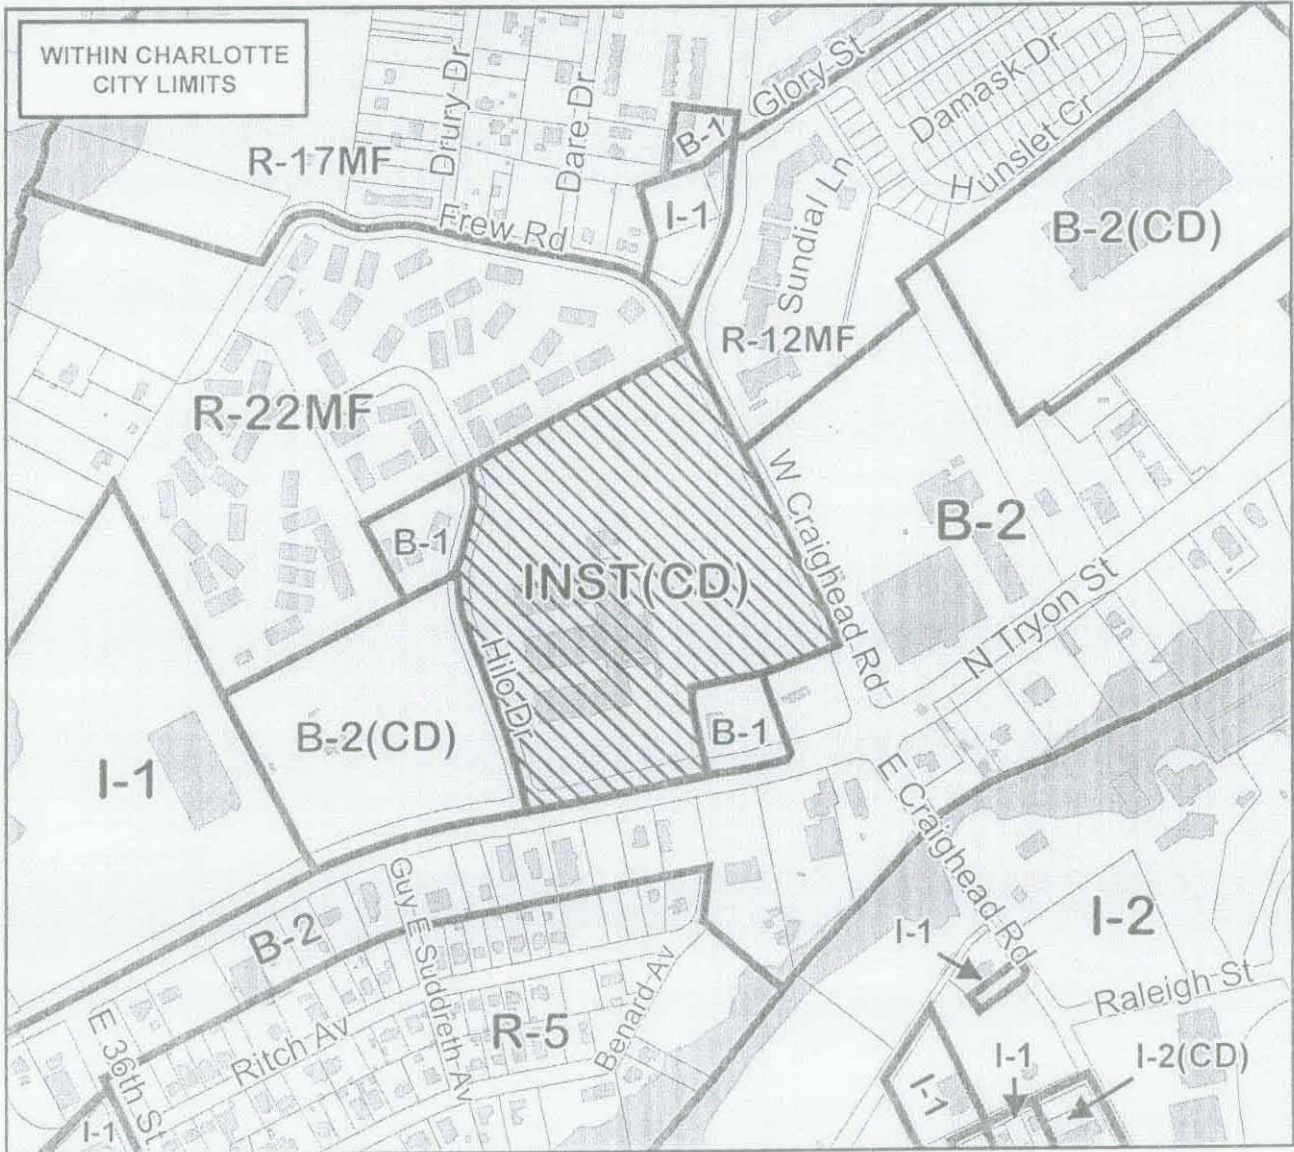 WITHIN CHARLOTTE
CITY LIMITS
Drury Dr
Dare Dr
Glory St
Damask Dr
Hunslet Cr
B-1
R-17MF
Frew Rd
I-1
Sundial Ln
B-2(CD)
R-12MF
R-22MF
W Craighead Rd
B-2
B-1
INST(CD)
N Tryon St
Hilo Dr
B-2(CD)
B-1
I-1
E Craighead Rd
Guy E Suddreth Av
B-2
I-1
I-2
Raleigh St
E 36th St
Ritch Av
R-5
Benard Av
I-1
I-1
I-2(CD)
I-1